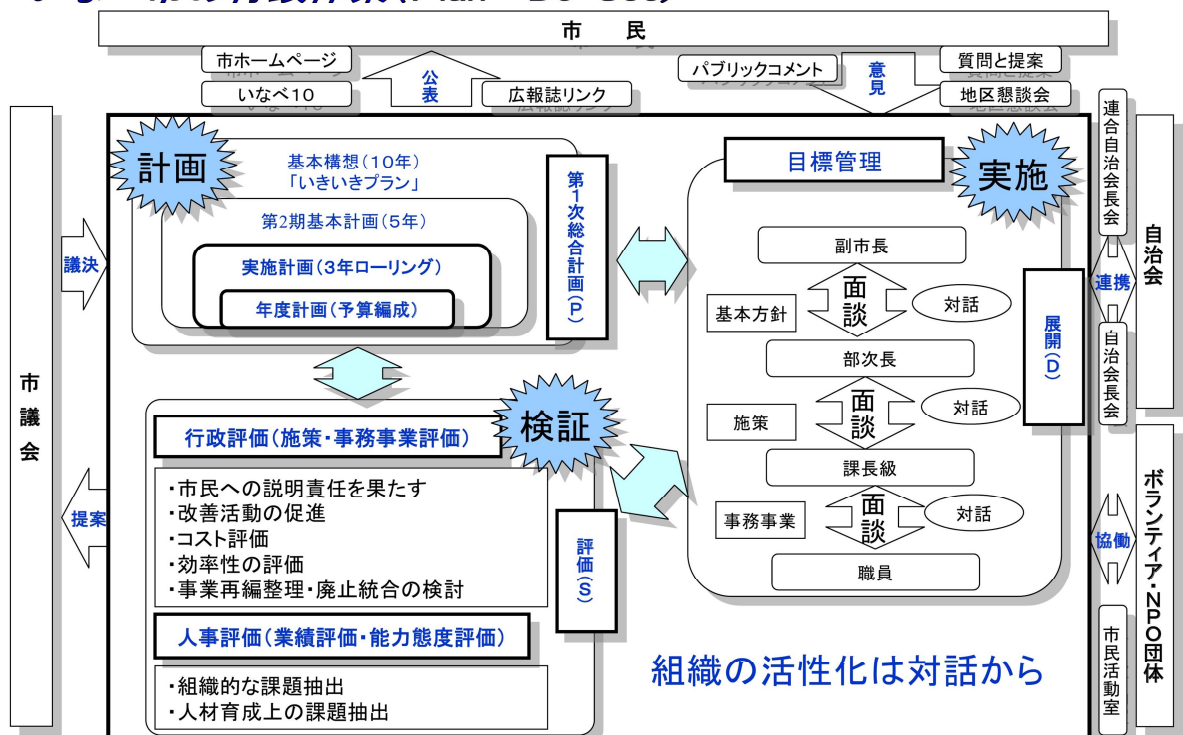 市　民
市ホームページ
いなべ10
公表
広報誌リンク
パブリックコメント
意見
質問と提案
地区懇談会
計画
基本構想(10年)
「いきいきプラン」
第2期基本計画(5年)
実施計画(3年ローリング)
年度計画(予算編成)
第1次総合計画(P)
目標管理
実施
副市長
面談
対話
基本方針
部次長
面談
対話
施策
課長級
面談
対話
事務事業
職員
展開(D)
検証
行政評価(施策・事務事業評価)
・市民への説明責任を果たす
・改善活動の促進
・コスト評価
・効率性の評価
・事業再編整理・廃止統合の検討
人事評価(業績評価・能力態度評価)
・組織的な課題抽出
・人材育成上の課題抽出
評価(S)
組織の活性化は対話から
市議会
議決
提案
連合自治会長会
連携
自治会長会
自治会
協働
市民活動室
ボランティア・NPO団体